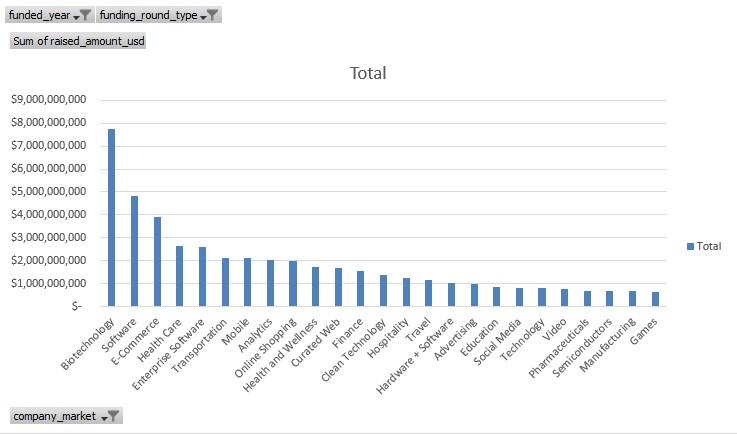 funded_year funding_round_type
Sum of raised_amount_usd
Total
$9,000,000,000
$8,000,000,000
$7,000,000,000
$6,000,000,000
$5,000,000,000
$4,000,000,000
$3,000,000,000
$2,000,000,000
$1,000,000,000
$-
Total
Biotechnology
Software
E-Commerce
Health Care
Enterprise Software
Transportation
Mobile
Analytics
Online Shopping
Health and Wellness
Curated Web
Finance
Clean Technology
Hospitality
Travel
Hardware + Software
Advertising
Education
Social Media
Technology
Video
Pharmaceuticals
Semiconductors
Manufacturing
Games
company_market